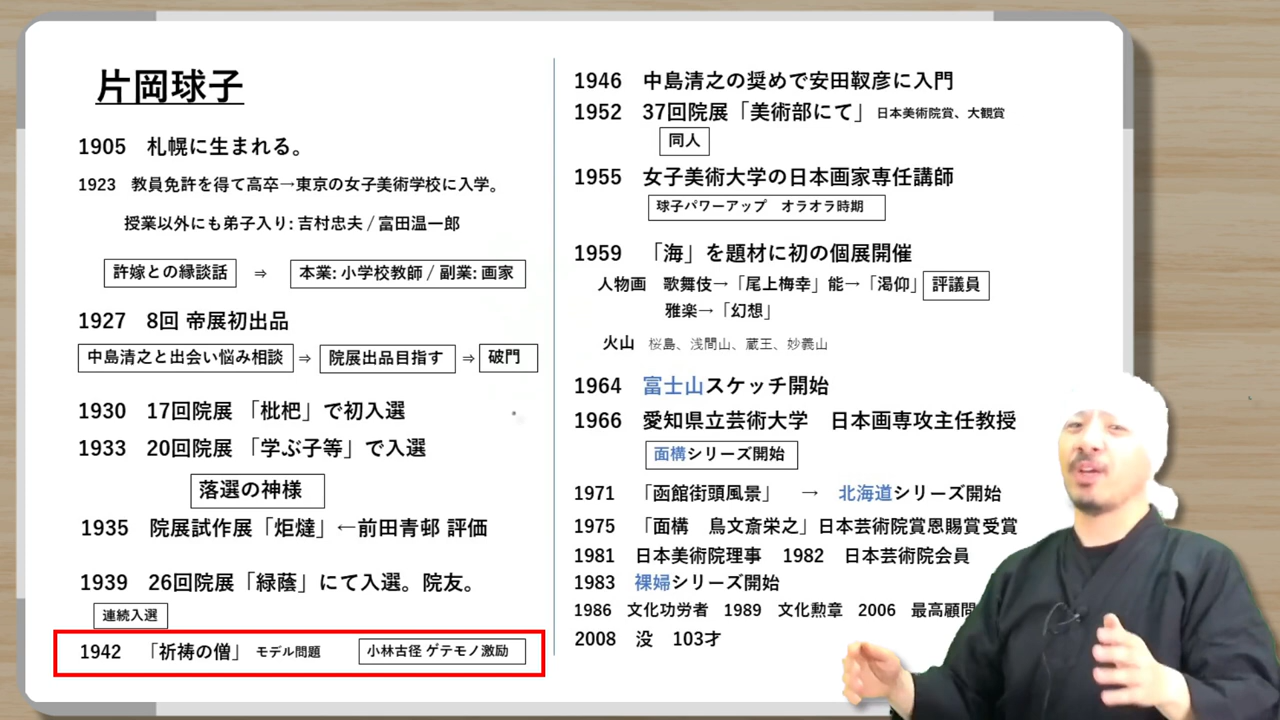 片岡球子
1905 札幌に生まれる。
1923 教員免許を得て高卒→東京の女子美術学校に入学。
授業以外にも弟子入り: 吉村忠夫 / 富田温一郎
許嫁との縁談話 ⇒ 本業: 小学校教師 / 副業: 画家
1927 8回 帝展初出品
中島清之と出会い悩み相談 ⇒ 院展出品目指す ⇒ 破門
1930 17回院展 「枇杷」で初入選
1933 20回院展 「学ぶ子等」で入選
落選の神様
1935 院展試作展「炬燵」←前田青邨 評価
1939 26回院展「緑蔭」にて入選。院友。
連続入選
1942 「祈祷の僧」 モデル問題 小林古径 ゲテモノ激励
1946 中島清之の奨めで安田靫彦に入門
1952 37回院展「美術部にて」 日本美術院賞、大観賞
同人
1955 女子美術大学の日本画家専任講師
球子パワーアップ オラオラ時期
1959 「海」を題材に初の個展開催
人物画 歌舞伎→「尾上梅幸」能→「渇仰」 評議員
雅楽→「幻想」
火山 桜島、浅間山、蔵王、妙義山
1964 富士山スケッチ開始
1966 愛知県立芸術大学 日本画専攻主任教授
面構シリーズ開始
1971 「函館街頭風景」 → 北海道シリーズ開始
1975 「面構 鳥文斎栄之」日本芸術院賞恩賜賞受賞
1981 日本美術院理事 1982 日本芸術院会員
1983 裸婦シリーズ開始
1986 文化功労者 1989 文化勲章 2006 最高顧問
2008 没 103才